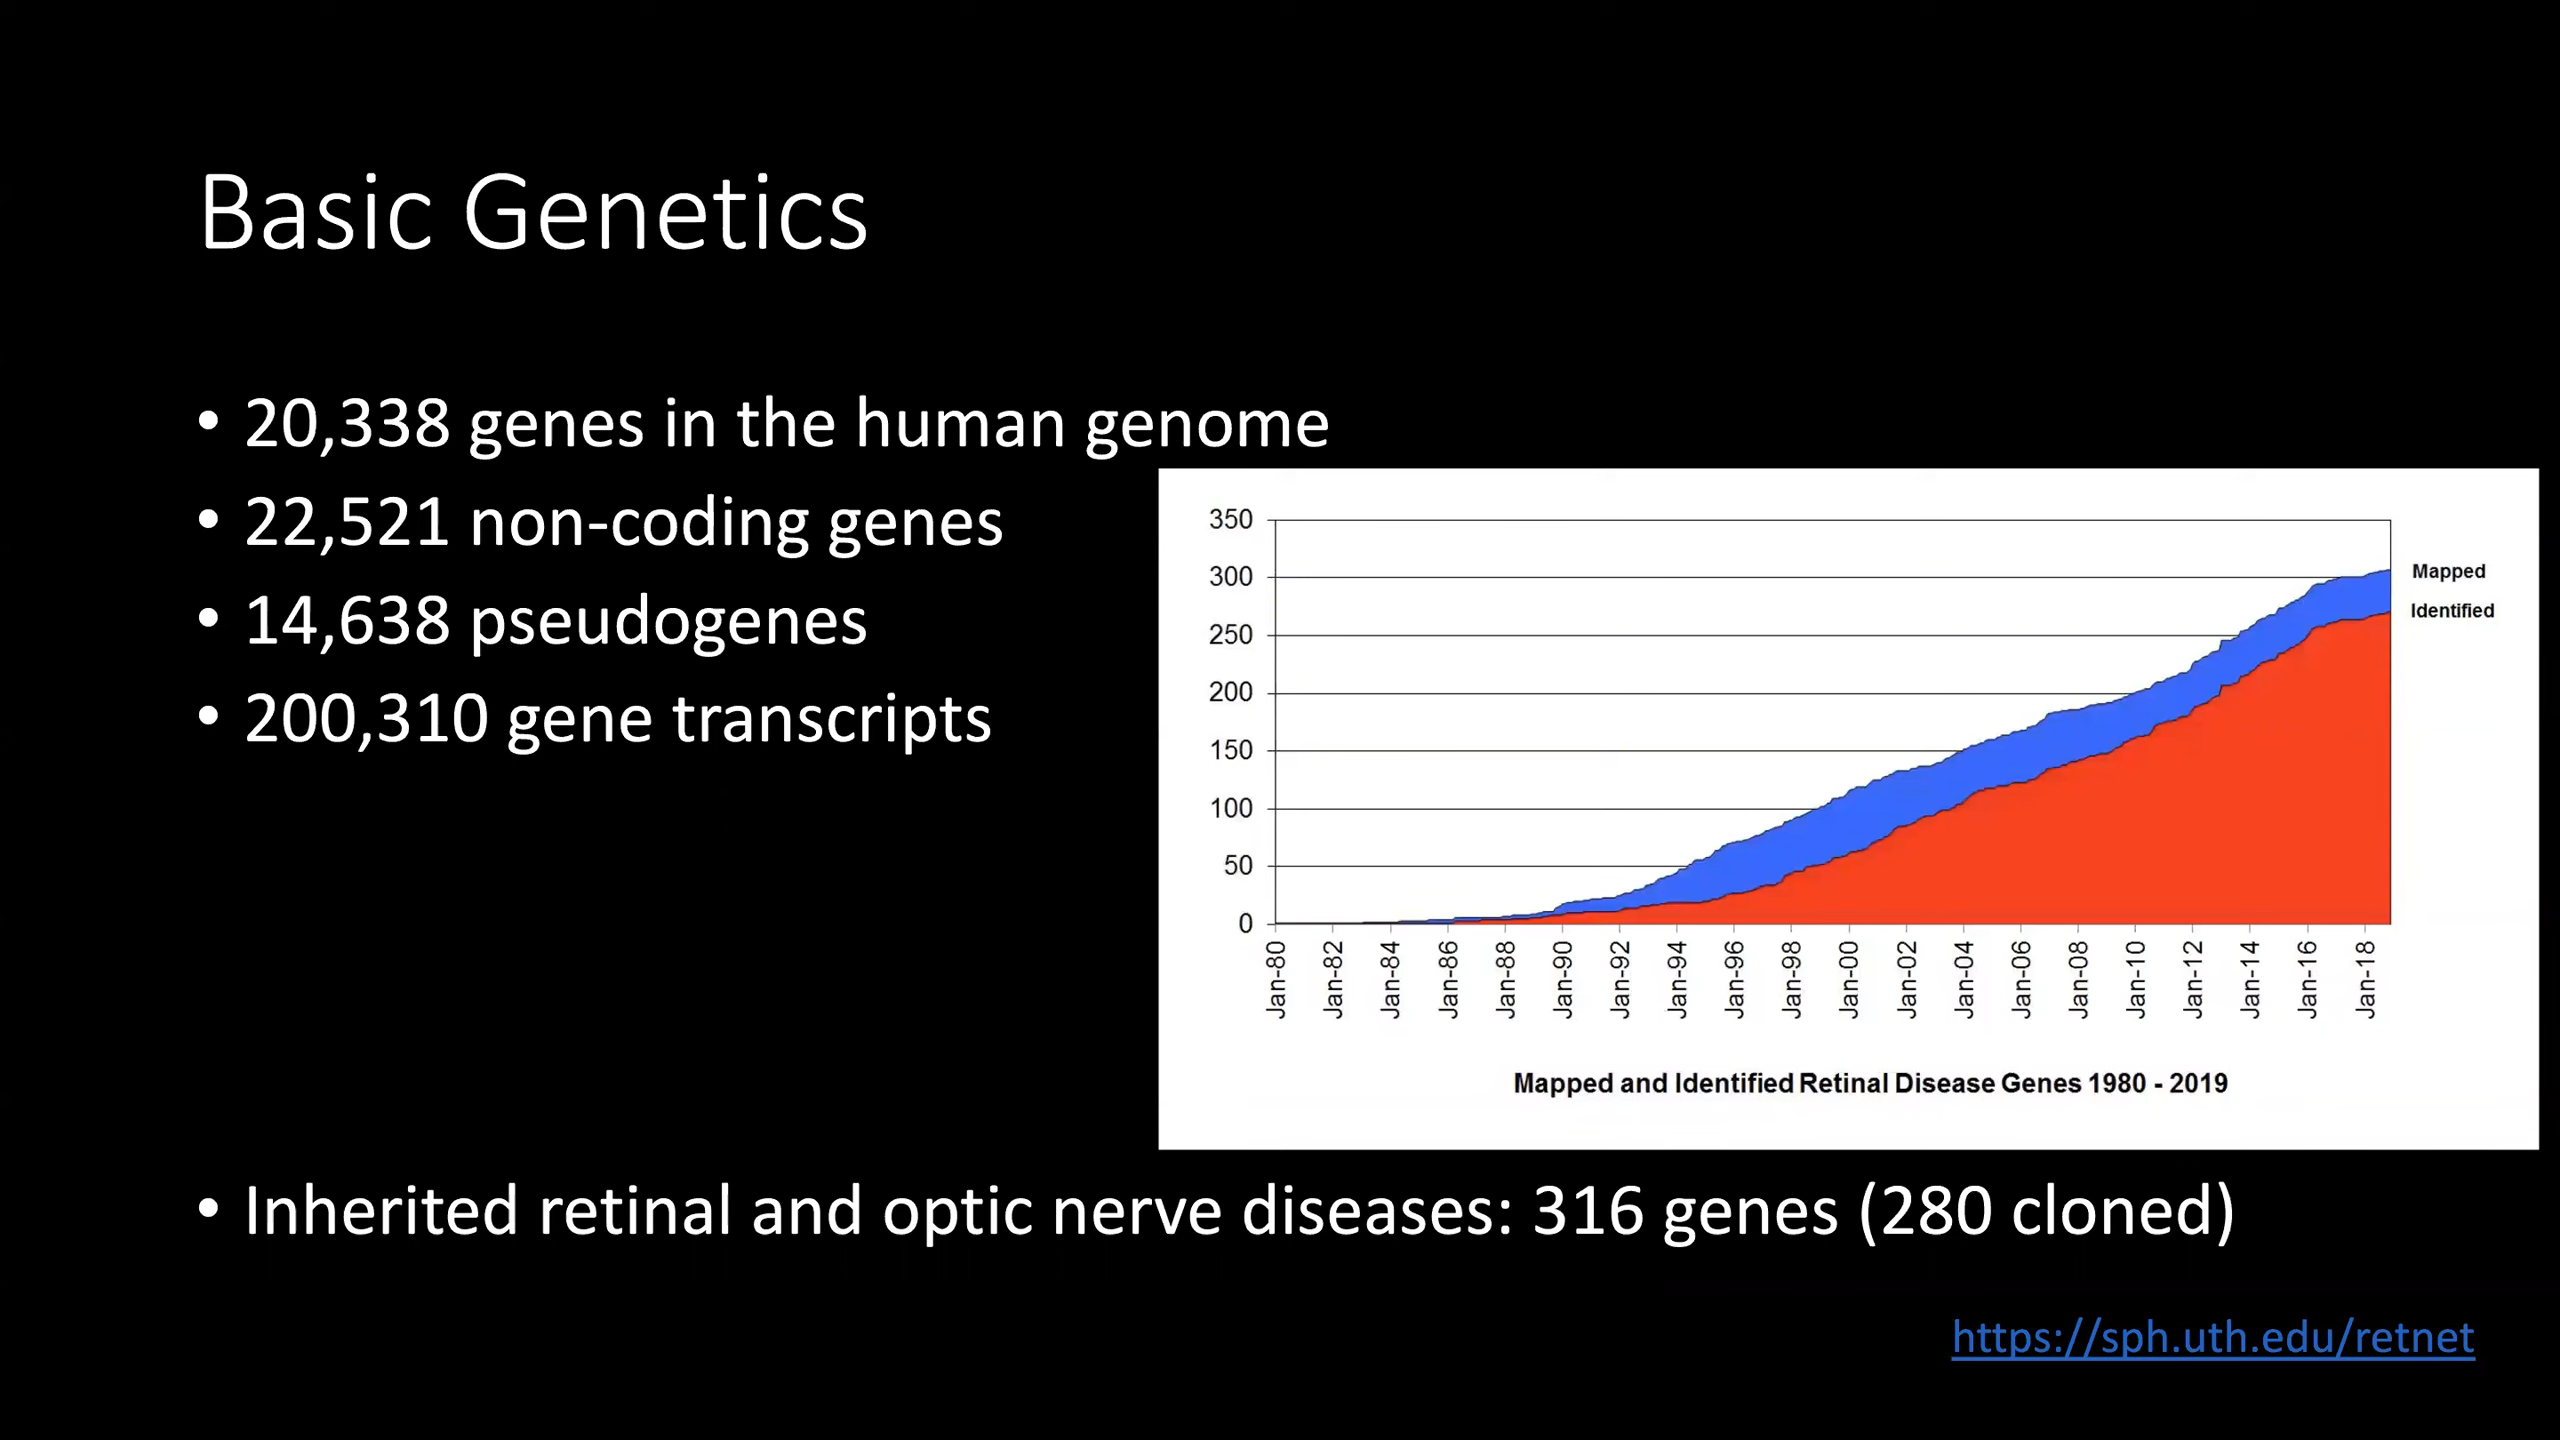 Basic Genetics
• 20,338 genes in the human genome
• 22,521 non-coding genes
• 14,638 pseudogenes
• 200,310 gene transcripts
350
300
250
200
150
100
50
0
Mapped
Identified
Jan-80
Jan-82
Jan-84
Jan-86
Jan-88
Jan-90
Jan-92
Jan-94
Jan-96
Jan-98
Jan-00
Jan-02
Jan-04
Jan-06
Jan-08
Jan-10
Jan-12
Jan-14
Jan-16
Jan-18
Mapped and Identified Retinal Disease Genes 1980 - 2019
• Inherited retinal and optic nerve diseases: 316 genes (280 cloned)
https://sph.uth.edu/retnet